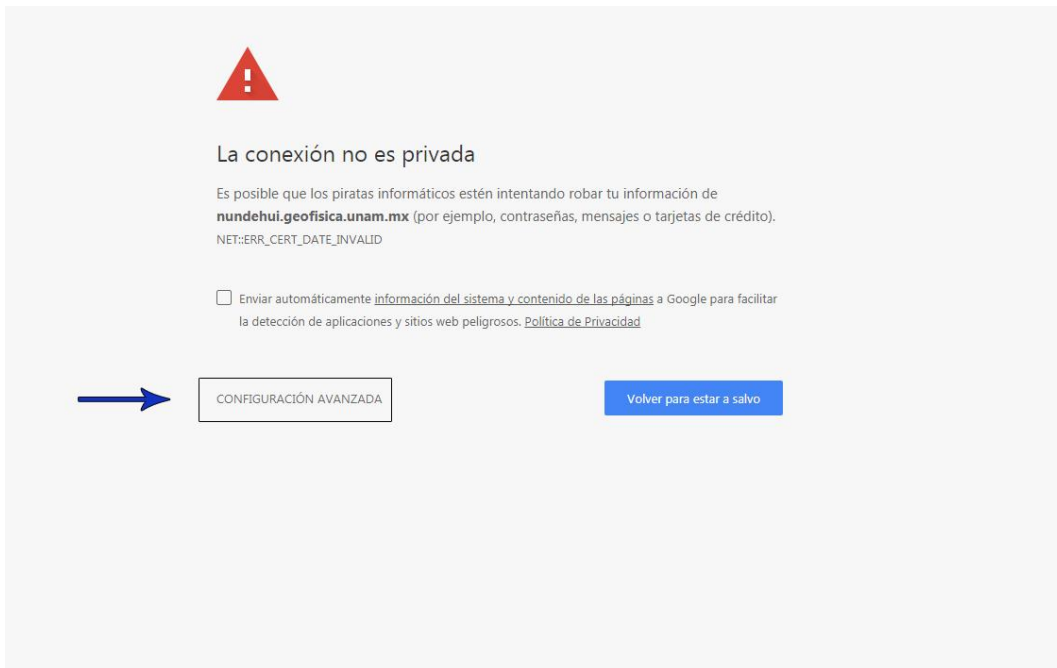 La conexión no es privada
Es posible que los piratas informáticos estén intentando robar tu información de
nundehui.geofisica.unam.mx (por ejemplo, contraseñas, mensajes o tarjetas de crédito).
NET::ERR_CERT_DATE_INVALID
Enviar automáticamente información del sistema y contenido de las páginas a Google para facilitar
la detección de aplicaciones y sitios web peligrosos. Política de Privacidad
CONFIGURACIÓN AVANZADA
Volver para estar a salvo